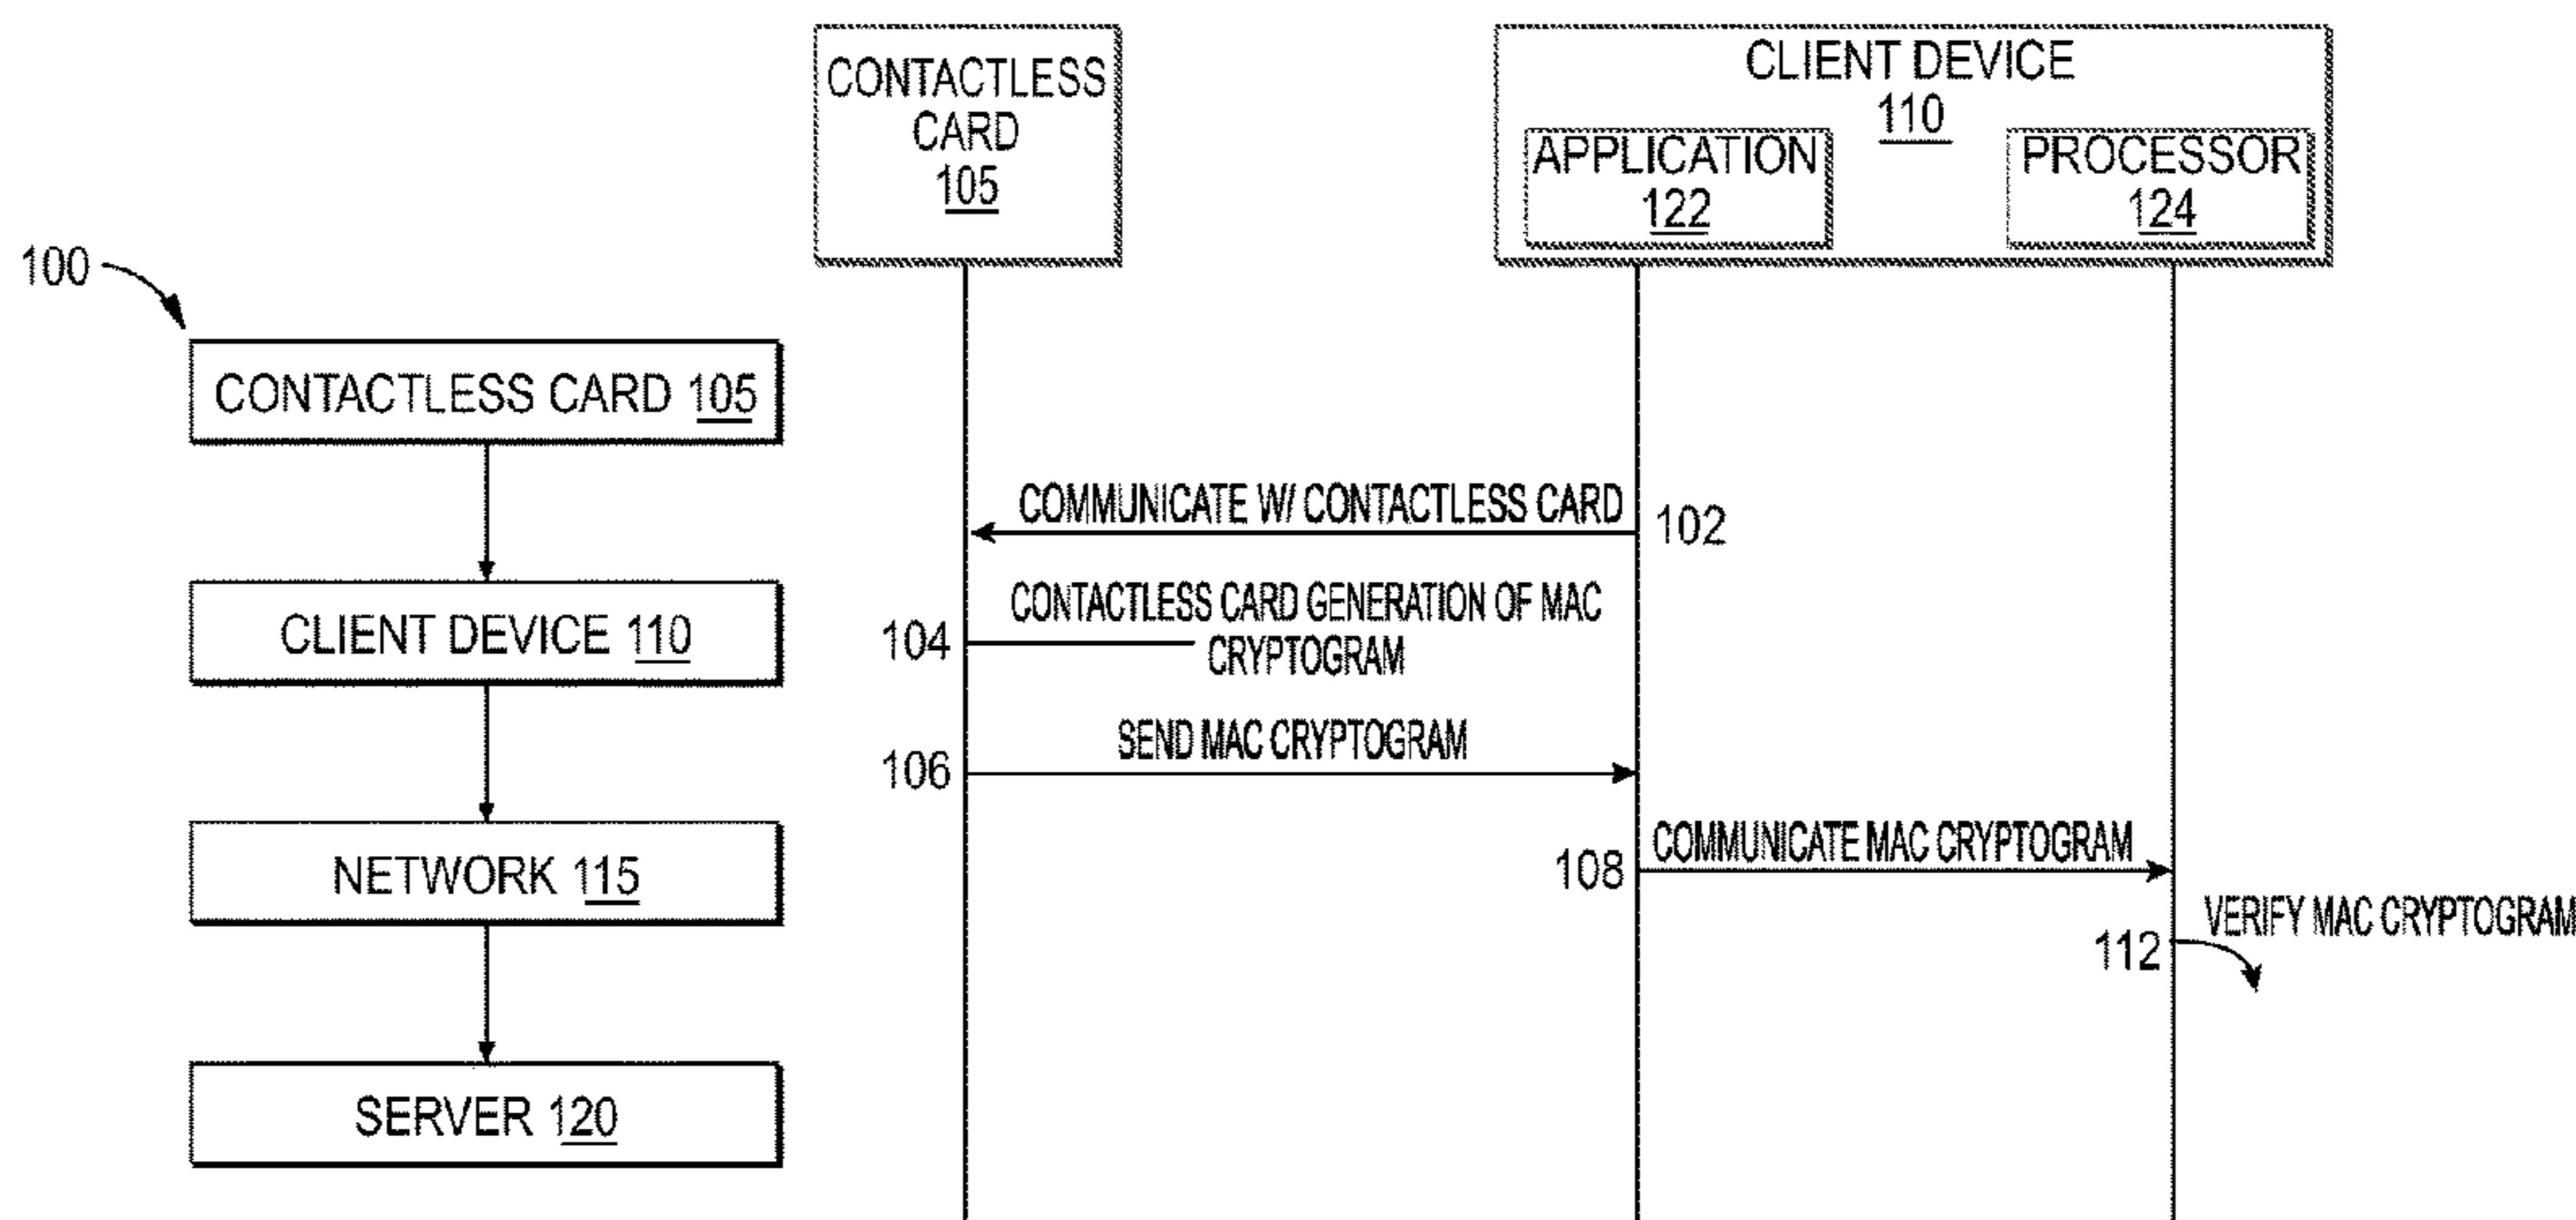 100
CONTACTLESS CARD 105
CLIENT DEVICE 110
NETWORK 115
SERVER 120
CONTACTLESS
CARD
105
CLIENT DEVICE
110
APPLICATION
122
PROCESSOR
124
COMMUNICATE W/ CONTACTLESS CARD
102
CONTACTLESS CARD GENERATION OF MAC
104
CRYPTOGRAM
SEND MAC CRYPTOGRAM
106
COMMUNICATE MAC CRYPTOGRAM
108
VERIFY MAC CRYPTOGRAM
112